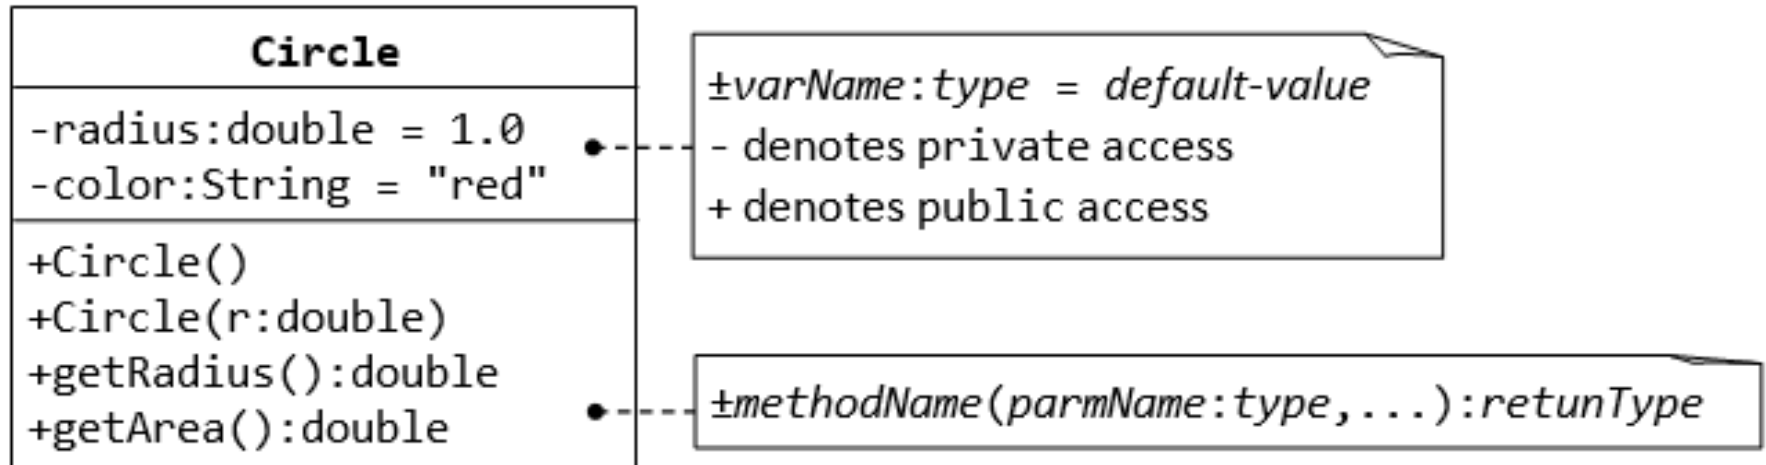 Circle
-radius:double = 1.0
-color:String = "red"
+Circle()
+Circle(r:double)
+getRadius():double
+getArea():double
±varName:type = default-value
- denotes private access
+ denotes public access
±methodName(parmName:type,...):retunType